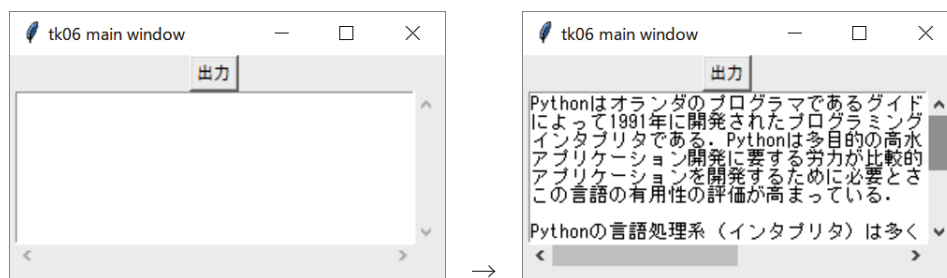 tk06 main window
出力
→
tk06 main window
出力
Pythonはオランダのプログラマであるグイド
によって1991年に開発されたプログラミング
インタプリタである．Pythonは多目的の高水
アプリケーション開発に要する労力が比較的
アプリケーションを開発するために必要とさ
この言語の有用性の評価が高まっている．
Pythonの言語処理系（インタプリタ）は多く